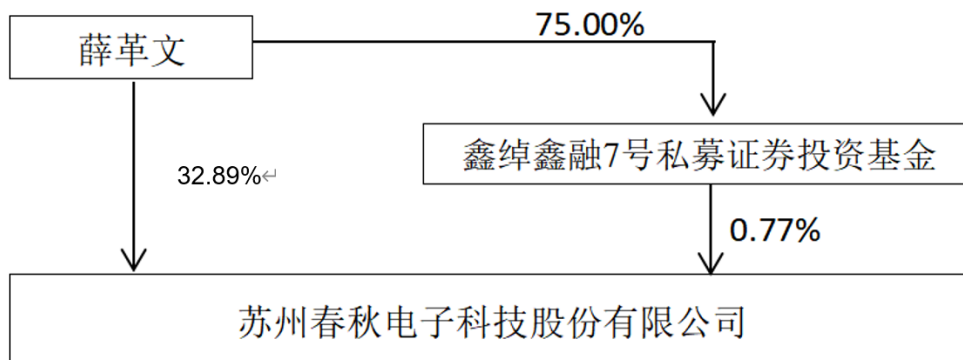 75.00%
薛革文
鑫绰鑫融7号私募证券投资基金
32.89%↵
0.77%
苏州春秋电子科技股份有限公司